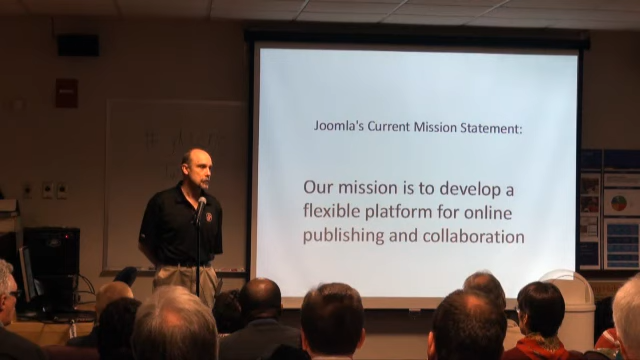 Joomla's Current Mission Statement:
Our mission is to develop a
flexible platform for online
publishing and collaboration